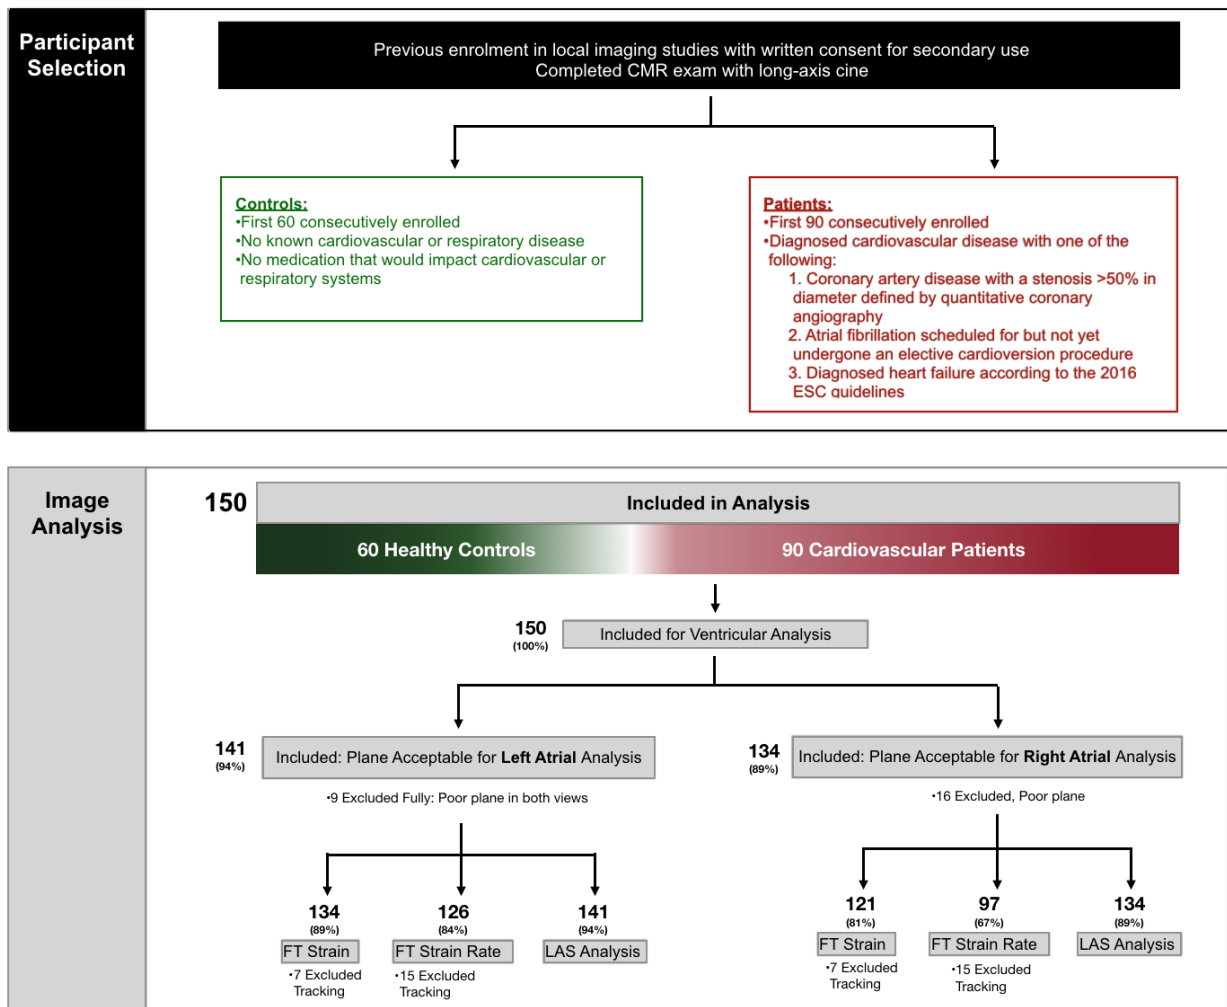 Participant
Selection
Previous enrolment in local imaging studies with written consent for secondary use
Completed CMR exam with long-axis cine
Controls:
•First 60 consecutively enrolled
•No known cardiovascular or respiratory disease
•No medication that would impact cardiovascular or
respiratory systems
Patients:
•First 90 consecutively enrolled
•Diagnosed cardiovascular disease with one of the
following:
1. Coronary artery disease with a stenosis >50% in
diameter defined by quantitative coronary
angiography
2. Atrial fibrillation scheduled for but not yet
undergone an elective cardioversion procedure
3. Diagnosed heart failure according to the 2016
ESC guidelines
Image
Analysis
150
Included in Analysis
60 Healthy Controls
90 Cardiovascular Patients
150
(100%)
Included for Ventricular Analysis
141
(94%)
Included: Plane Acceptable for Left Atrial Analysis
•9 Excluded Fully: Poor plane in both views
134
(89%)
Included: Plane Acceptable for Right Atrial Analysis
•16 Excluded, Poor plane
134
(89%)
FT Strain
•7 Excluded
Tracking
126
(84%)
FT Strain Rate
•15 Excluded
Tracking
141
(94%)
LAS Analysis
121
(81%)
FT Strain
•7 Excluded
Tracking
97
(67%)
FT Strain Rate
•15 Excluded
Tracking
134
(89%)
LAS Analysis